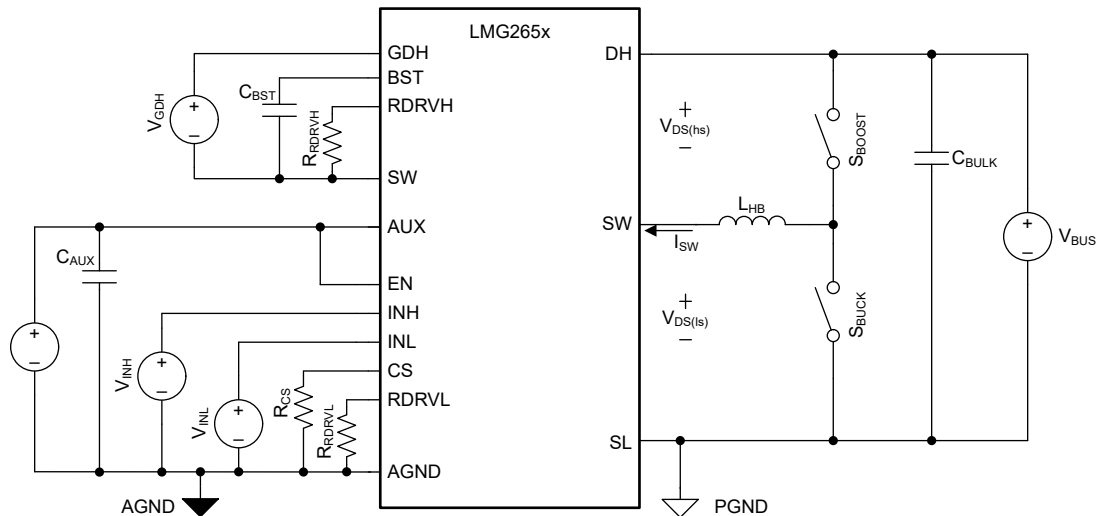 LMG265x
GDH
BST
RDRVH
SW
AUX
EN
INH
INL
CS
RDRVL
AGND
DH
SW
SL
V_GDH
C_BST
R_RDRVH
C_AUX
V_INH
V_INL
R_CS
R_RDRVL
AGND
+
–
+
–
+
–
+
–
+
V_DS(hs)
–
S_BOOST
C_BULK
L_HB
I_SW
+
–
V_BUS
+
V_DS(ls)
–
S_BUCK
PGND